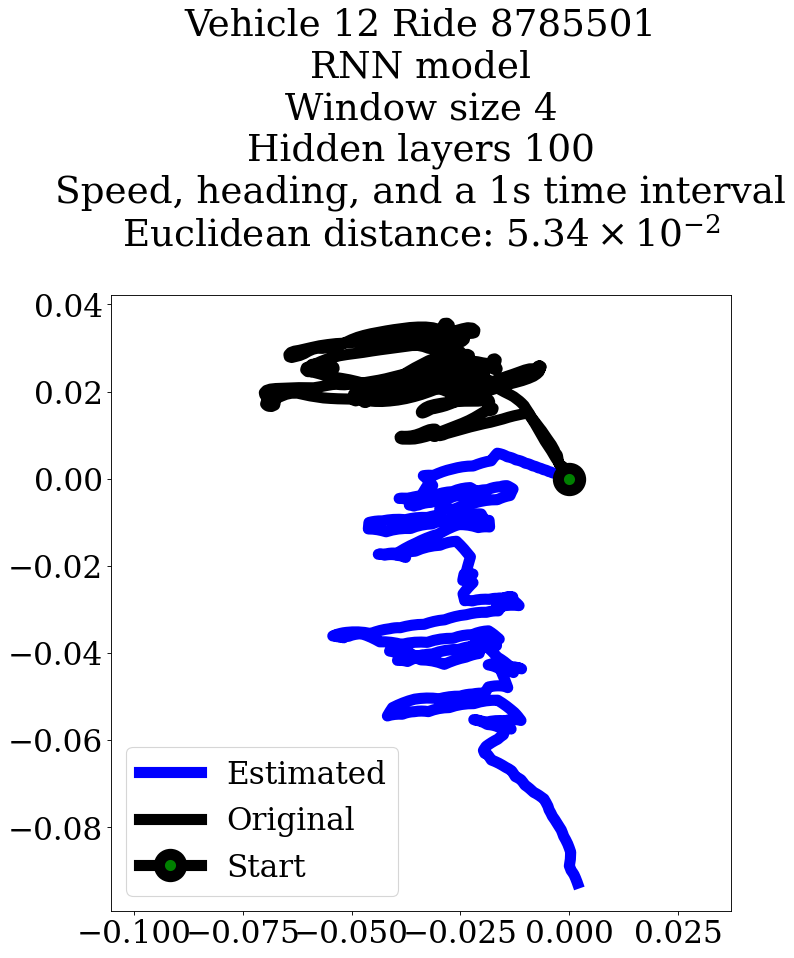 Vehicle 12 Ride 8785501
RNN model
Window size 4
Hidden layers 100
Speed, heading, and a 1s time interval
Euclidean distance: 5.34 × 10⁻²
0.04
0.02
0.00
−0.02
−0.04
−0.06
−0.08
Estimated
Original
Start
−0.100 −0.075 −0.050 −0.025 0.000 0.025